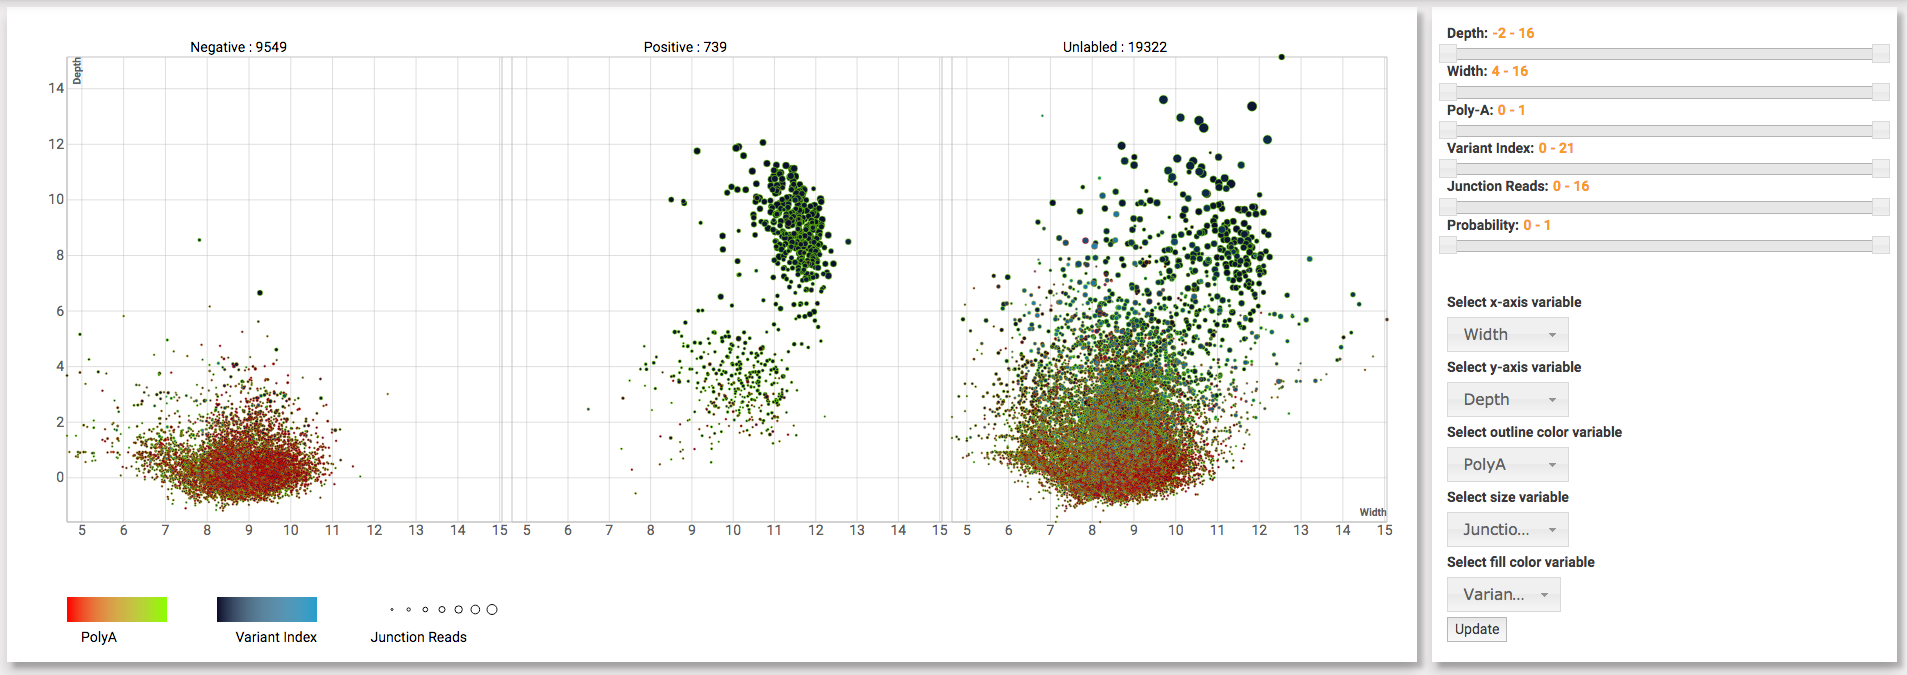 Negative : 9549
Positive : 739
Unlabled : 19322
Depth
14
12
10
8
6
4
2
0
5 6 7 8 9 10 11 12 13 14 15
5 6 7 8 9 10 11 12 13 14 15
5 6 7 8 9 10 11 12 13 14 15
Width
PolyA
Variant Index
Junction Reads
Depth: -2 - 16
Width: 4 - 16
Poly-A: 0 - 1
Variant Index: 0 - 21
Junction Reads: 0 - 16
Probability: 0 - 1
Select x-axis variable
Width
Select y-axis variable
Depth
Select outline color variable
PolyA
Select size variable
Junctio...
Select fill color variable
Varian...
Update